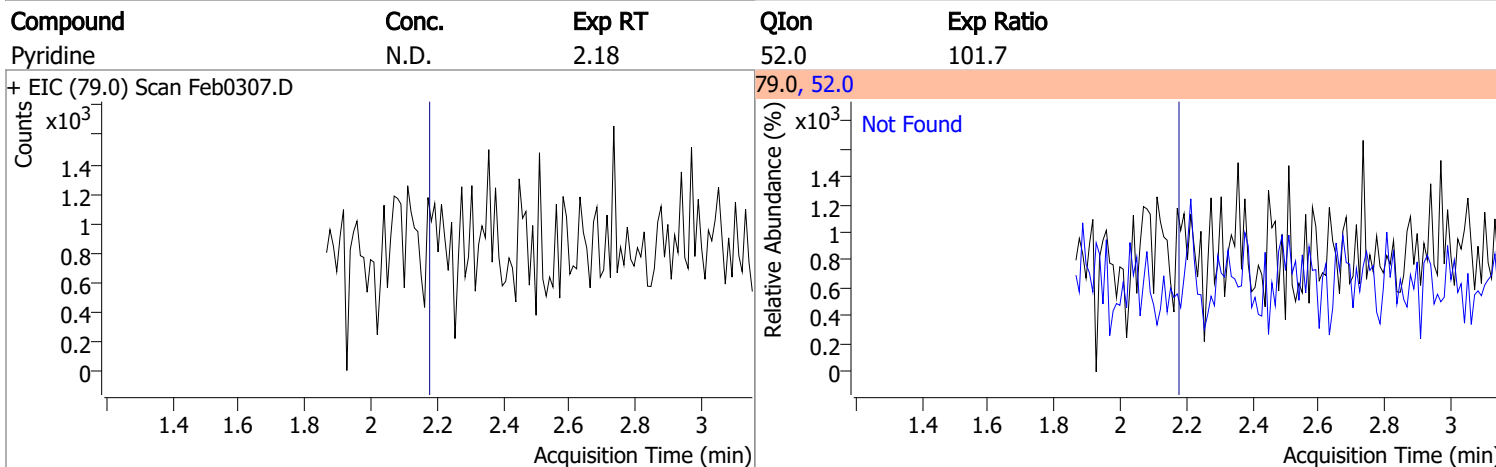 Compound Conc. Exp RT QIon Exp Ratio
Pyridine N.D. 2.18 52.0 101.7
+ EIC (79.0) Scan Feb0307.D
Counts
x10³
1.4
1.2
1
0.8
0.6
0.4
0.2
0
1.4 1.6 1.8 2 2.2 2.4 2.6 2.8 3
Acquisition Time (min)
79.0, 52.0
Relative Abundance (%)
x10³
Not Found
1.4
1.2
1
0.8
0.6
0.4
0.2
0
1.4 1.6 1.8 2 2.2 2.4 2.6 2.8 3
Acquisition Time (min)